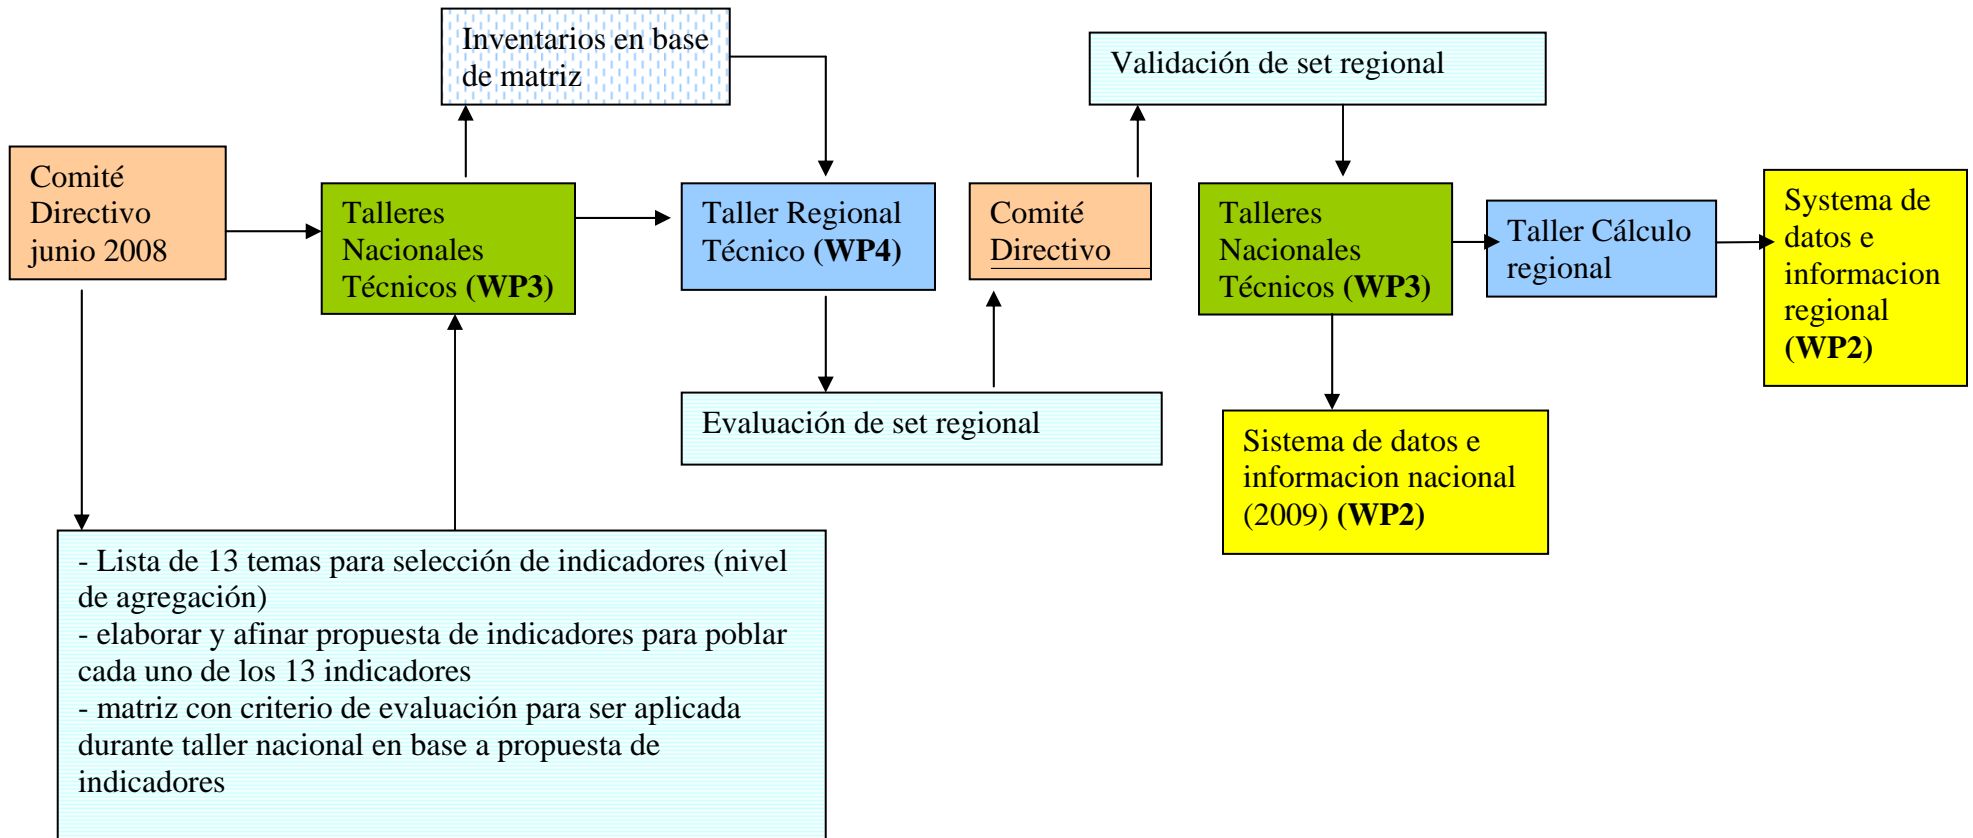 Inventarios en base
de matriz
Validación de set regional
Comité
Directivo
junio 2008
Talleres
Nacionales
Técnicos (WP3)
Taller Regional
Técnico (WP4)
Comité
Directivo
Talleres
Nacionales
Técnicos (WP3)
Taller Cálculo
regional
Systema de
datos e
informacion
regional
(WP2)
Evaluación de set regional
Sistema de datos e
informacion nacional
(2009) (WP2)
- Lista de 13 temas para selección de indicadores (nivel
de agregación)
- elaborar y afinar propuesta de indicadores para poblar
cada uno de los 13 indicadores
- matriz con criterio de evaluación para ser aplicada
durante taller nacional en base a propuesta de
indicadores